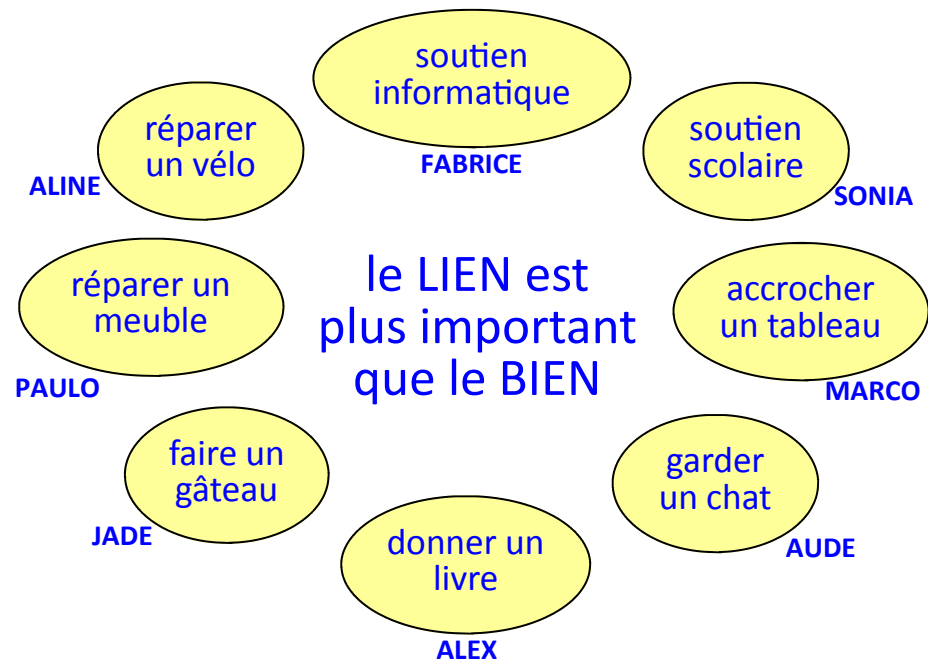 soutien
informatique
FABRICE
réparer
un vélo
ALINE
soutien
scolaire
SONIA
réparer un
meuble
PAULO
le LIEN est
plus important
que le BIEN
accrocher
un tableau
MARCO
faire un
gâteau
JADE
garder
un chat
AUDE
donner un
livre
ALEX